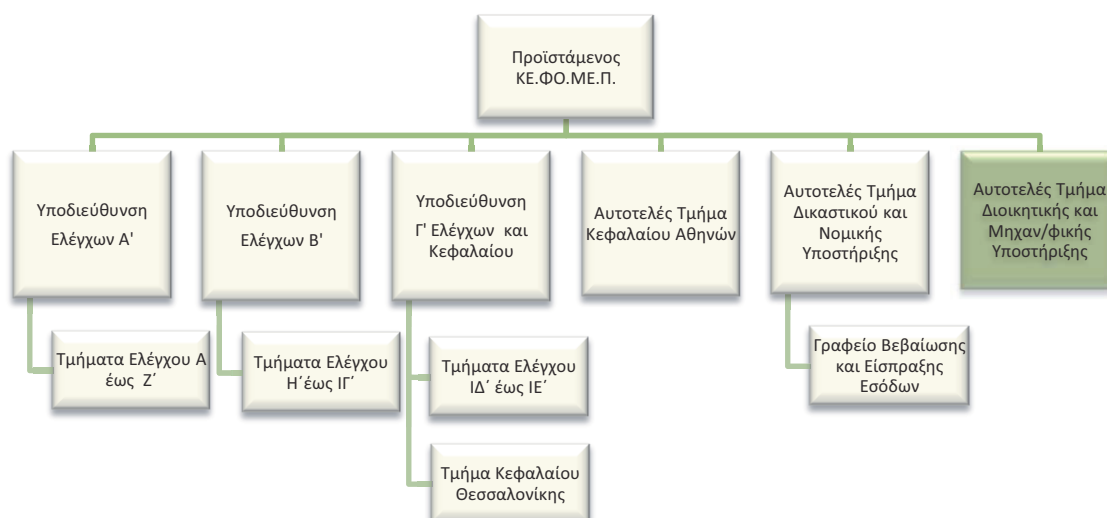 Προϊστάμενος
ΚΕ.ΦΟ.ΜΕ.Π.
Υποδιεύθυνση
Ελέγχων Α'
Υποδιεύθυνση
Ελέγχων Β'
Υποδιεύθυνση
Γ' Ελέγχων και
Κεφαλαίου
Αυτοτελές Τμήμα
Κεφαλαίου Αθηνών
Αυτοτελές Τμήμα
Δικαστικού και
Νομικής
Υποστήριξης
Αυτοτελές Τμήμα
Διοικητικής και
Μηχαν/φικής
Υποστήριξης
Τμήματα Ελέγχου Α
έως Ζ΄
Τμήματα Ελέγχου
Η΄έως ΙΓ΄
Τμήματα Ελέγχου
ΙΔ΄ έως ΙΕ΄
Τμήμα Κεφαλαίου
Θεσσαλονίκης
Γραφείο Βεβαίωσης
και Είσπραξης
Εσόδων